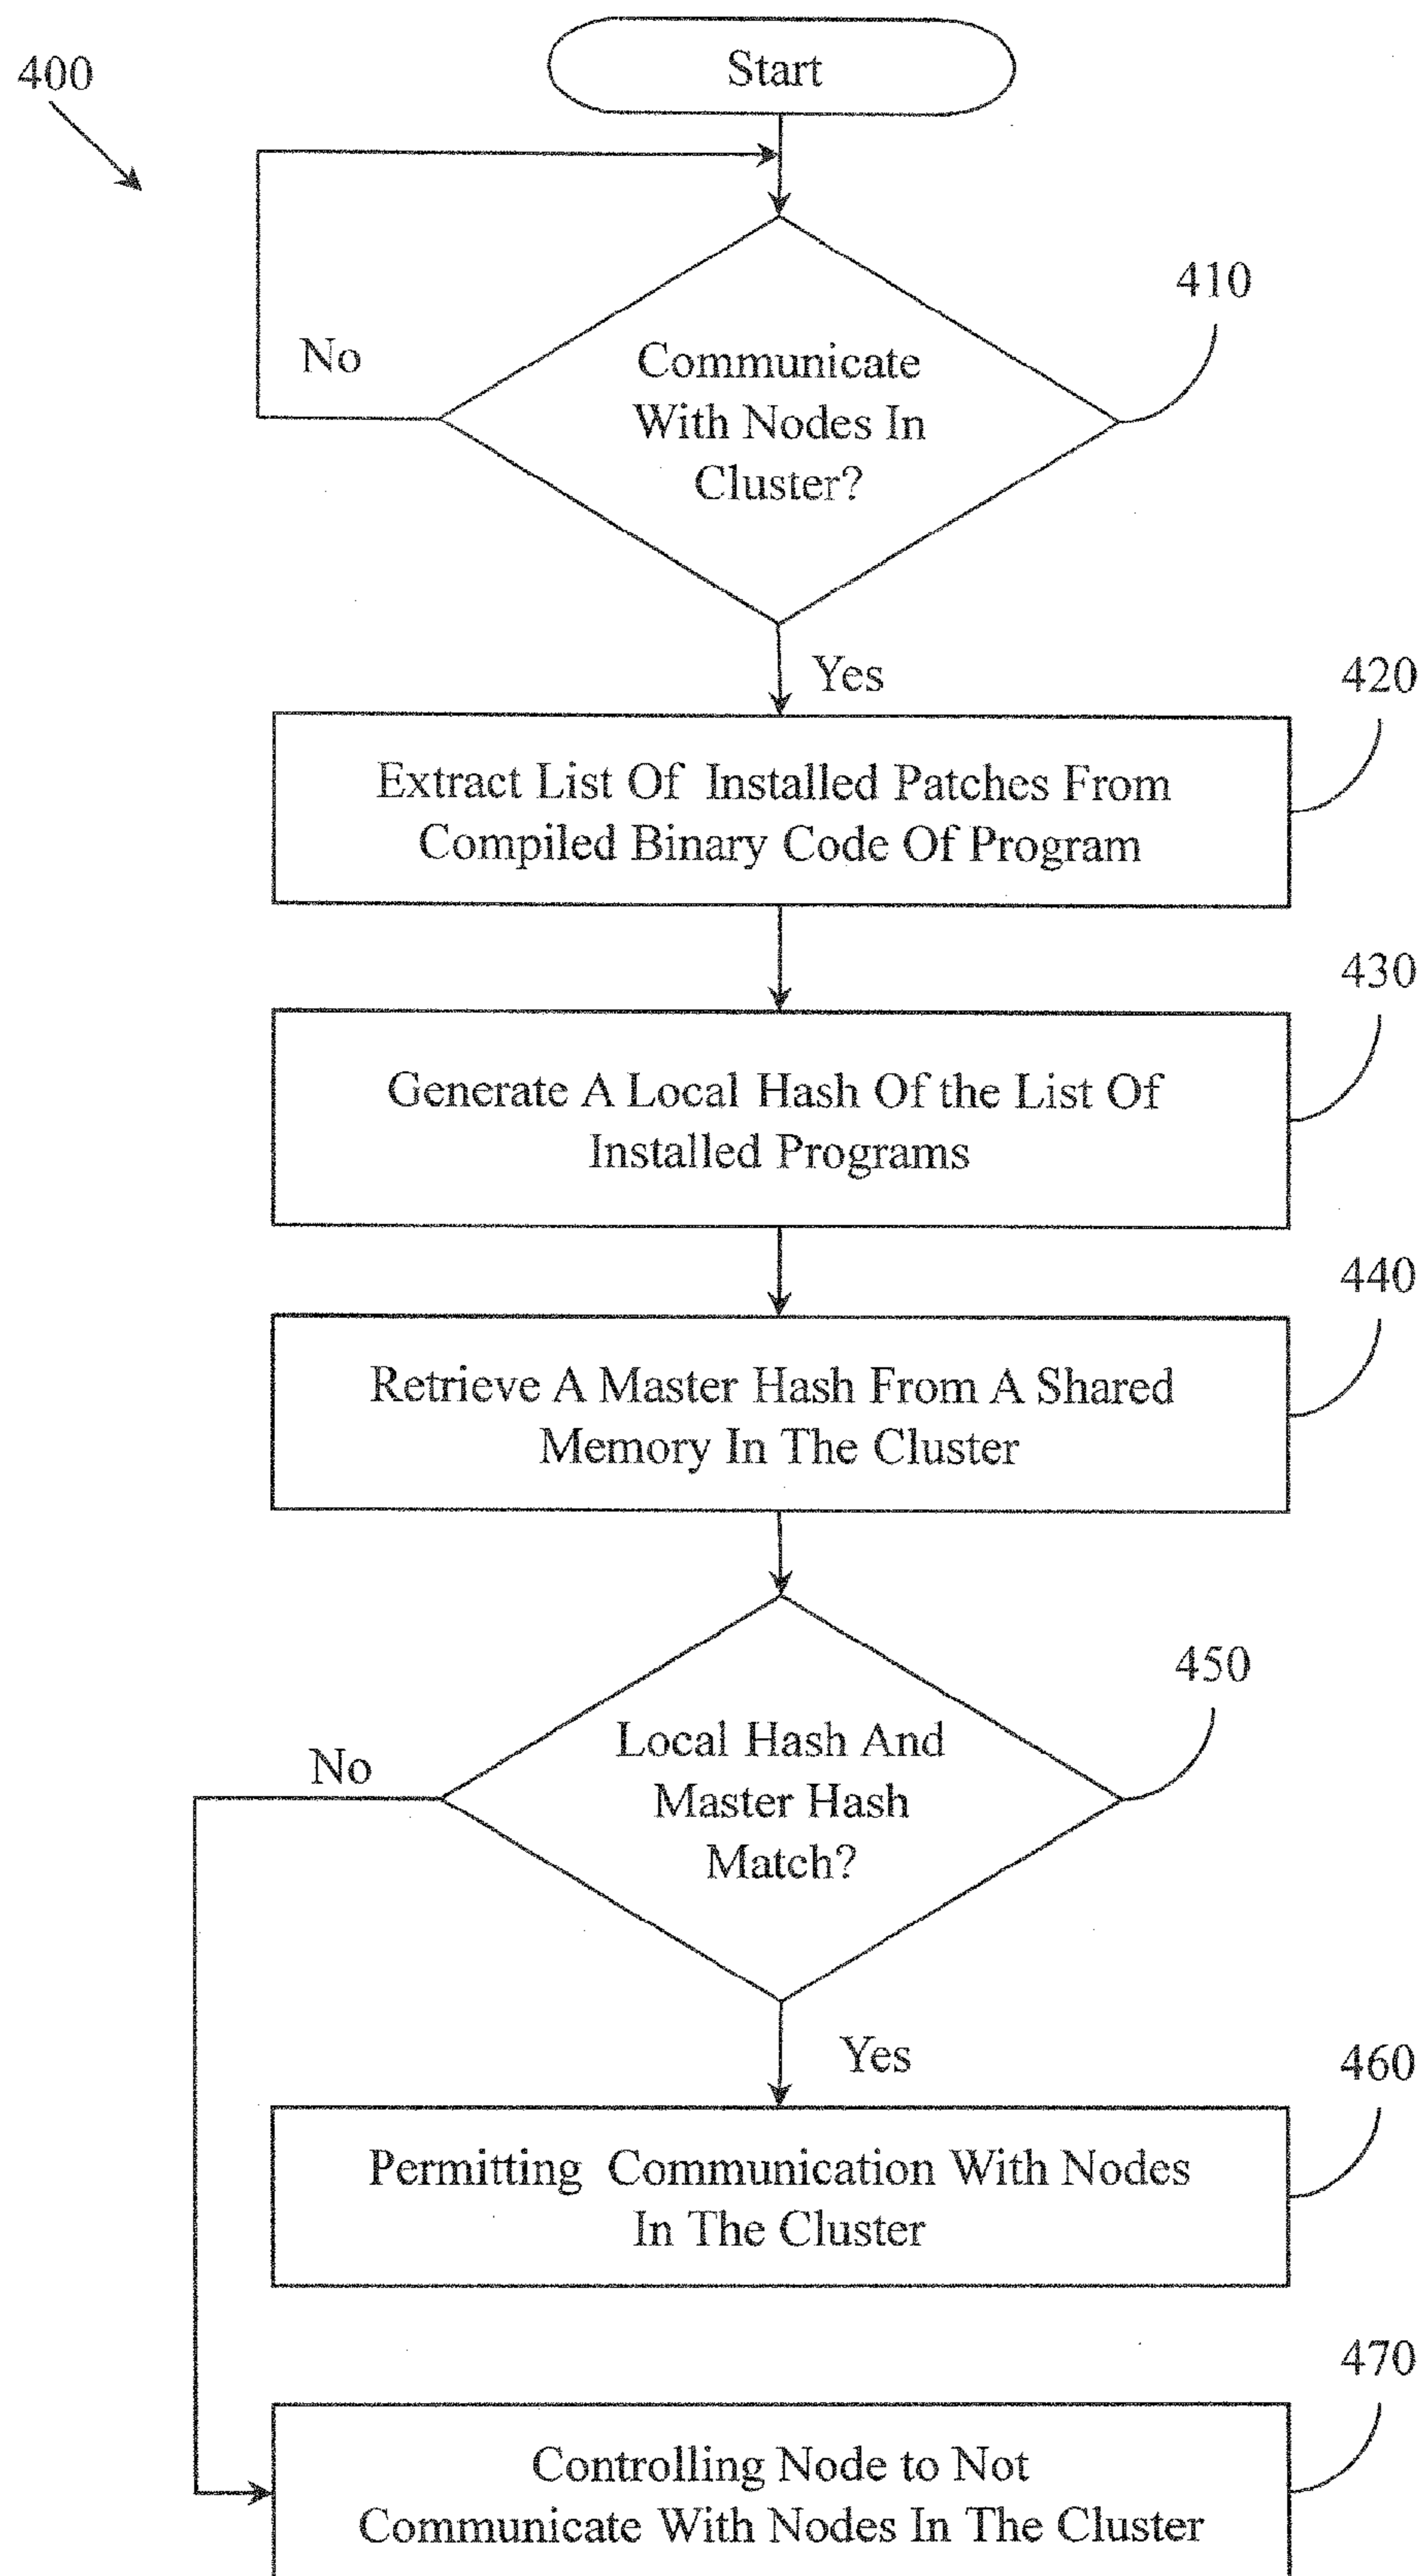 400
Start
410
No
Communicate
With Nodes In
Cluster?
Yes
420
Extract List Of Installed Patches From
Compiled Binary Code Of Program
430
Generate A Local Hash Of the List Of
Installed Programs
440
Retrieve A Master Hash From A Shared
Memory In The Cluster
450
No
Local Hash And
Master Hash
Match?
Yes
460
Permitting Communication With Nodes
In The Cluster
470
Controlling Node to Not
Communicate With Nodes In The Cluster